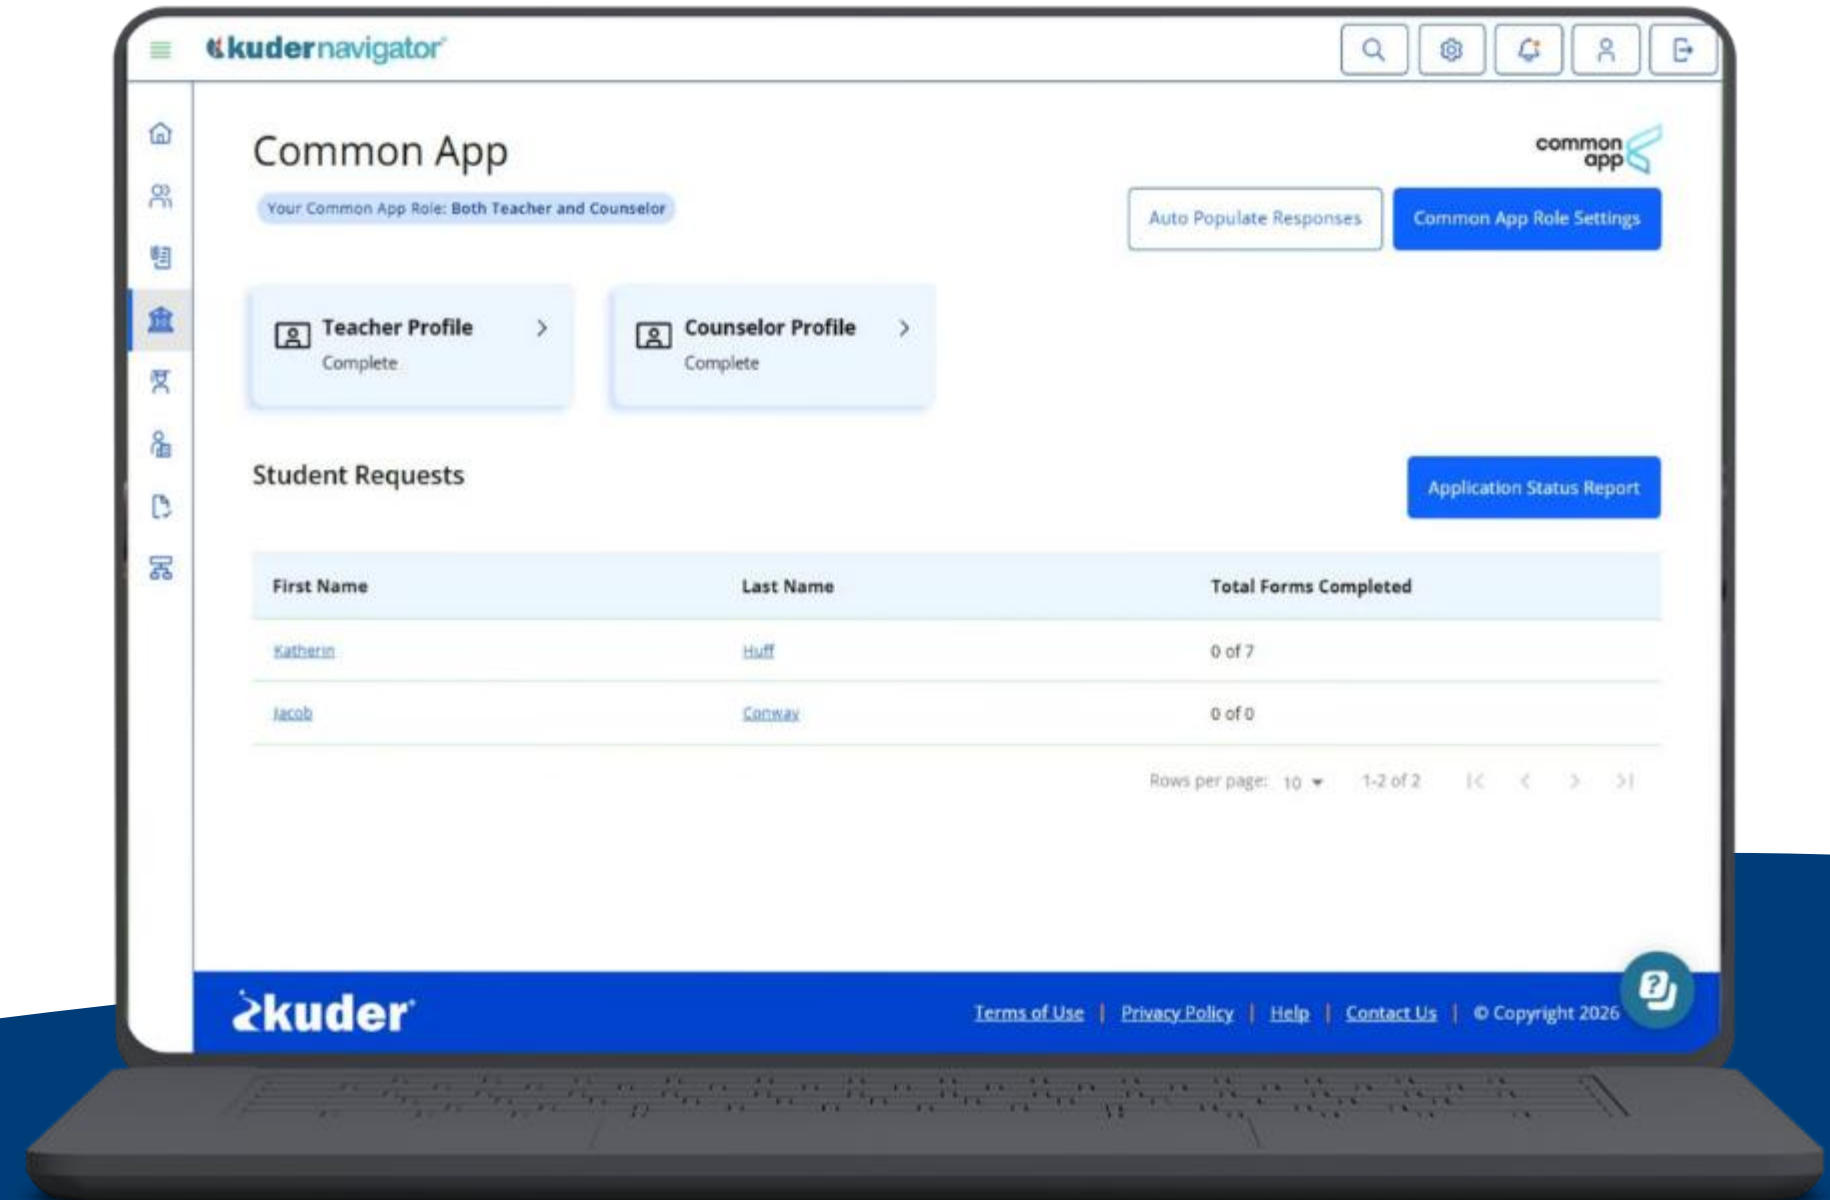 kudernavigator®
Common App
common
app
Your Common App Role: Both Teacher and Counselor
Auto Populate Responses
Common App Role Settings
Teacher Profile
Complete
Counselor Profile
Complete
Student Requests
Application Status Report
First Name Last Name Total Forms Completed
Katherin Huff 0 of 7
Jacob Conway 0 of 0
Rows per page: 10 1-2 of 2
kuder®
Terms of Use | Privacy Policy | Help | Contact Us | © Copyright 2026